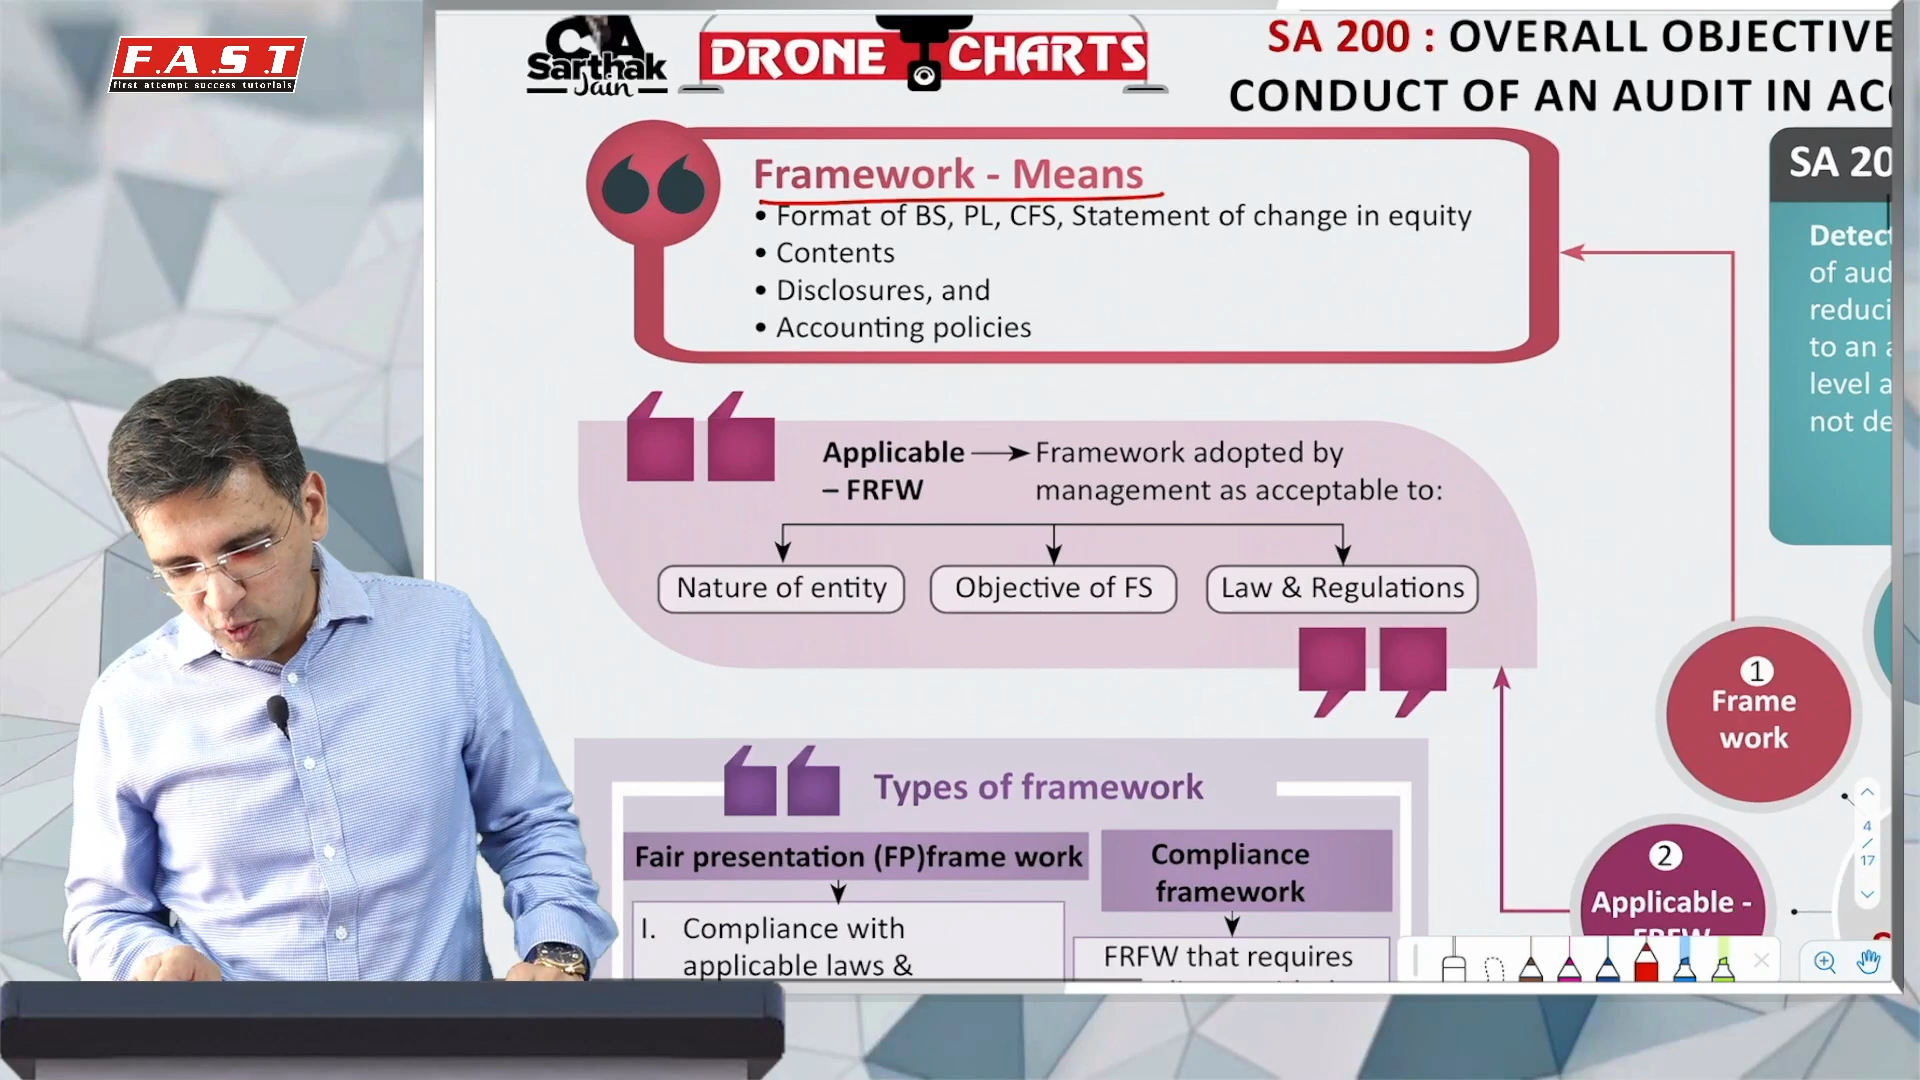 F.A.S.T
first attempt success tutorials
CA
Sarthak
Jain
DRONE CHARTS
SA 200 : OVERALL OBJECTIVE
CONDUCT OF AN AUDIT IN AC
Framework - Means
• Format of BS, PL, CFS, Statement of change in equity
• Contents
• Disclosures, and
• Accounting policies
SA 20
Detec
of aud
reduci
to an a
level a
not de
Applicable → Framework adopted by
– FRFW management as acceptable to:
Nature of entity
Objective of FS
Law & Regulations
1
Frame
work
Types of framework
Fair presentation (FP)frame work
Compliance
framework
I. Compliance with
applicable laws &
FRFW that requires
2
Applicable -
FRFW
4
/
17